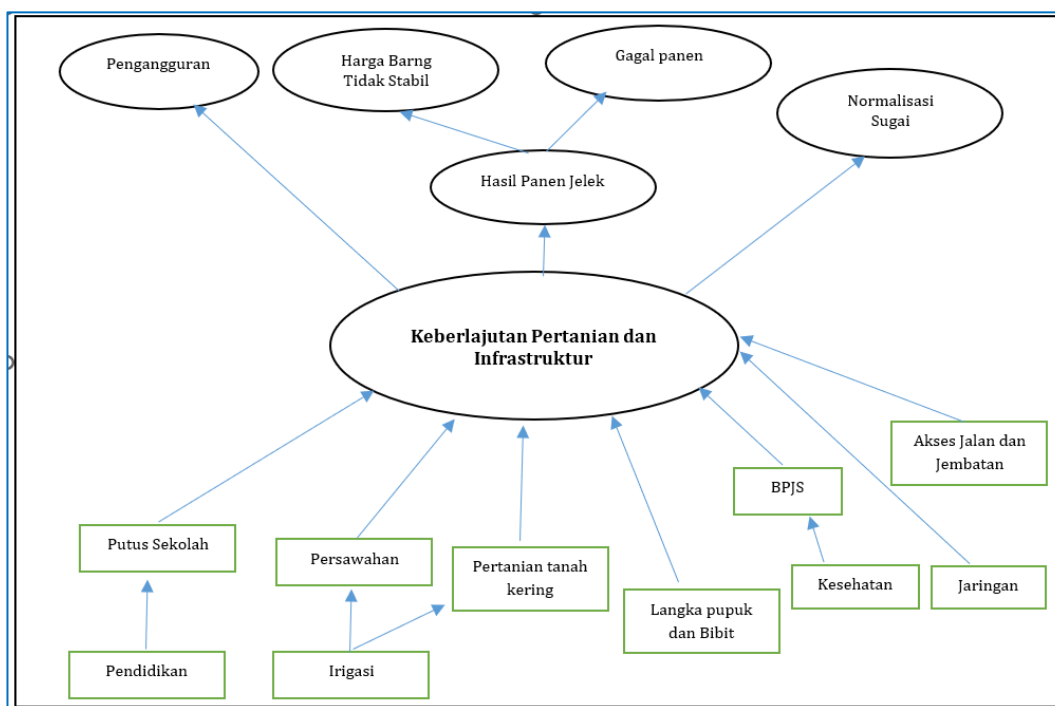 Pengangguran
Harga Barng
Tidak Stabil
Gagal panen
Normalisasi
Sugai
Hasil Panen Jelek
Keberlajutan Pertanian dan
Infrastruktur
Akses Jalan dan
Jembatan
BPJS
Putus Sekolah
Persawahan
Pertanian tanah
kering
Langka pupuk
dan Bibit
Kesehatan
Jaringan
Pendidikan
Irigasi